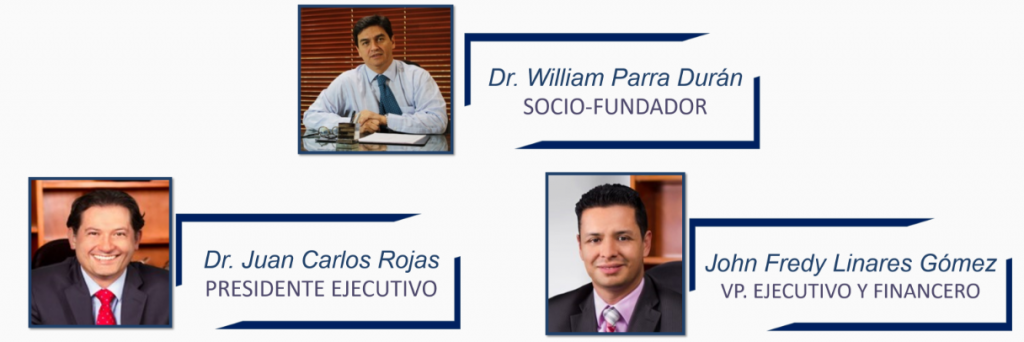 Dr. William Parra Durán
SOCIO-FUNDADOR
Dr. Juan Carlos Rojas
PRESIDENTE EJECUTIVO
John Fredy Linares Gómez
VP. EJECUTIVO Y FINANCERO